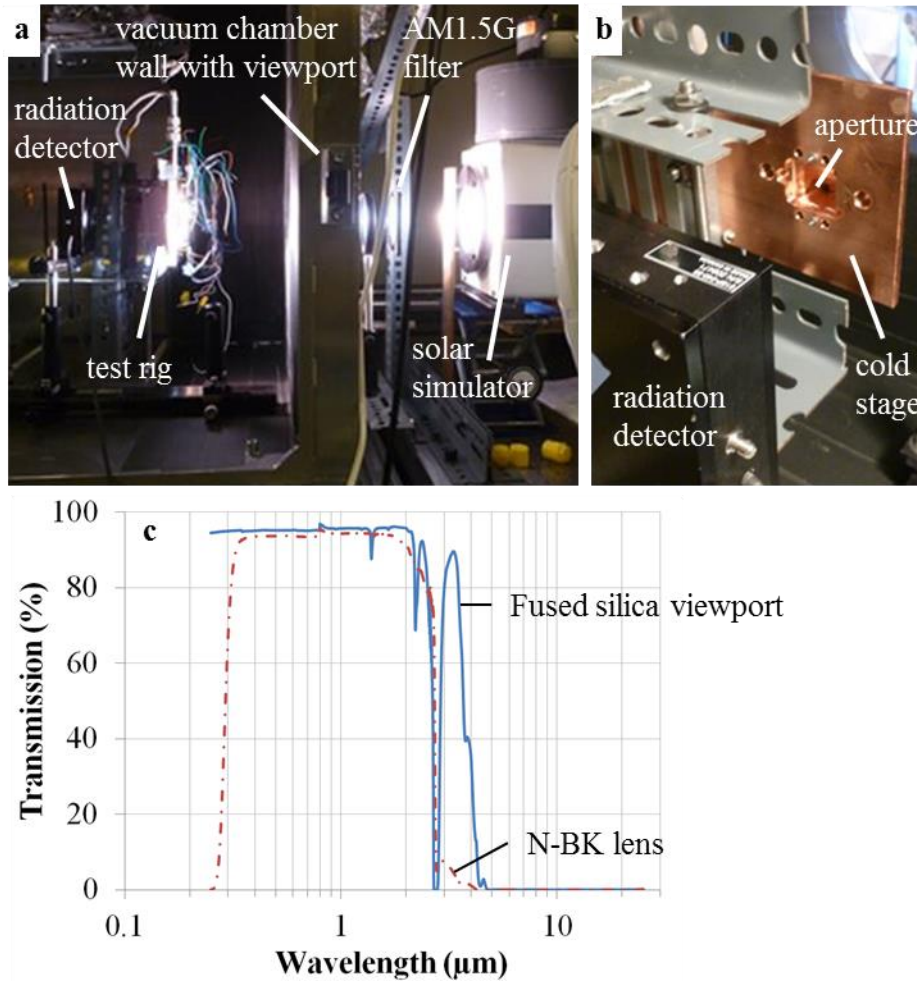 a
vacuum chamber
wall with viewport
AM1.5G
filter
radiation
detector
test rig
solar
simulator
b
aperture
cold
stage
radiation
detector
c
100
80
60
40
20
0
Transmission (%)
Fused silica viewport
N-BK lens
0.1
1
10
Wavelength (µm)